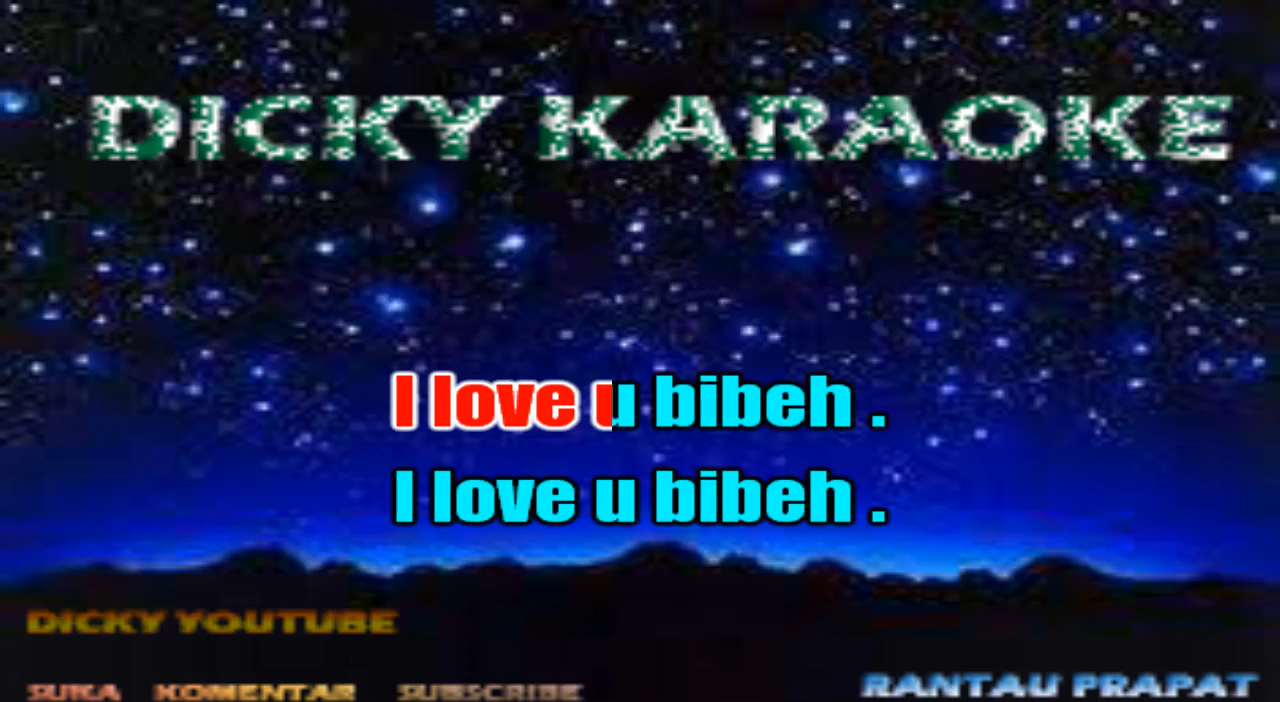 DICKY KARAOKE
I love u bibeh .
I love u bibeh .
DICKY YOUTUBE
SUKA KOMENTAR SUBSCRIBE
RANTAU PRAPAT